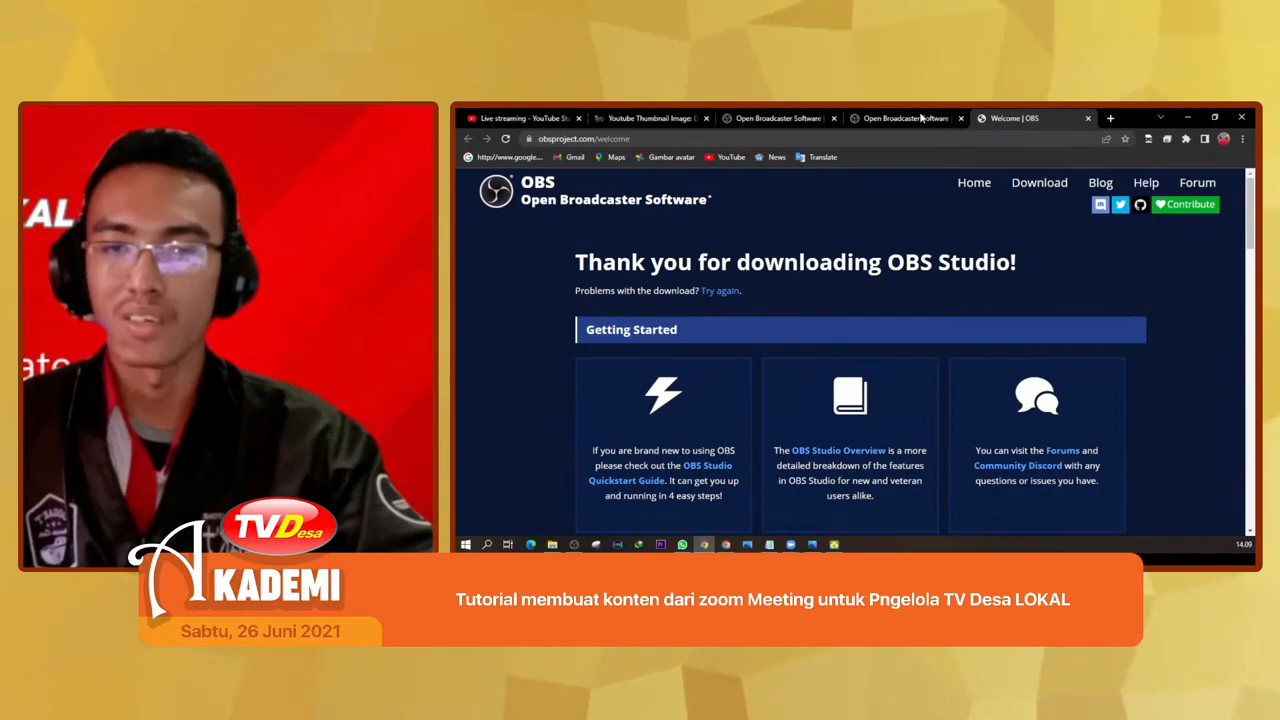 KAL
ate
Live streaming - YouTube Stu
Youtube Thumbnail Image: D
Open Broadcaster Software |
Open Broadcaster Software |
Welcome | OBS
obsproject.com/welcome
http://www.google....
Gmail
Maps
Gambar avatar
YouTube
News
Translate
OBS
Open Broadcaster Software
Home
Download
Blog
Help
Forum
Contribute
Thank you for downloading OBS Studio!
Problems with the download? Try again.
Getting Started
If you are brand new to using OBS
please check out the OBS Studio
Quickstart Guide. It can get you up
and running in 4 easy steps!
The OBS Studio Overview is a more
detailed breakdown of the features
in OBS Studio for new and veteran
users alike.
You can visit the Forums and
Community Discord with any
questions or issues you have.
14.09
TVDesa
AKADEMI
Sabtu, 26 Juni 2021
Tutorial membuat konten dari zoom Meeting untuk Pngelola TV Desa LOKAL